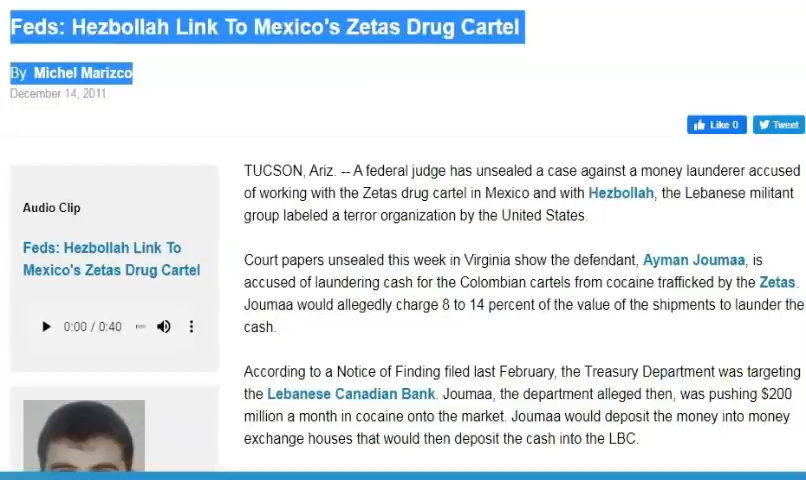 Feds: Hezbollah Link To Mexico's Zetas Drug Cartel
By Michel Marizco
December 14, 2011
Like 0
Tweet
Audio Clip
Feds: Hezbollah Link To
Mexico's Zetas Drug Cartel
0:00 / 0:40
TUCSON, Ariz. -- A federal judge has unsealed a case against a money launderer accused
of working with the Zetas drug cartel in Mexico and with Hezbollah, the Lebanese militant
group labeled a terror organization by the United States.
Court papers unsealed this week in Virginia show the defendant, Ayman Joumaa, is
accused of laundering cash for the Colombian cartels from cocaine trafficked by the Zetas.
Joumaa would allegedly charge 8 to 14 percent of the value of the shipments to launder the
cash.
According to a Notice of Finding filed last February, the Treasury Department was targeting
the Lebanese Canadian Bank. Joumaa, the department alleged then, was pushing $200
million a month in cocaine onto the market. Joumaa would deposit the money into money
exchange houses that would then deposit the cash into the LBC.